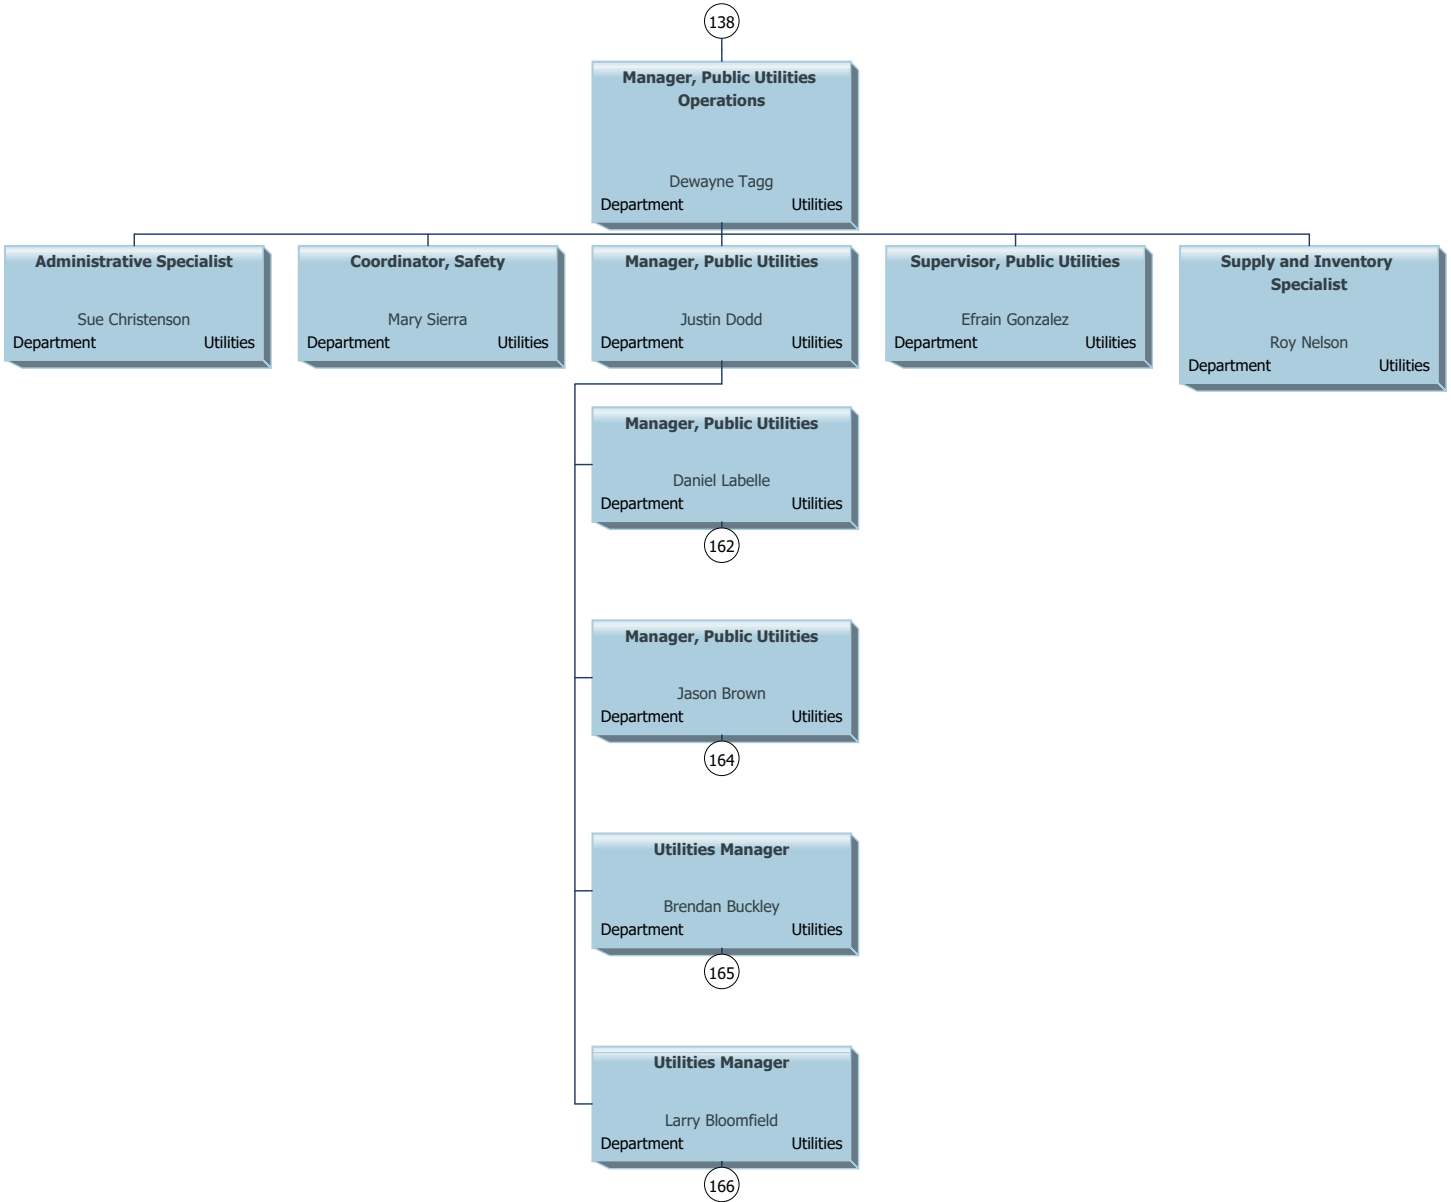 138
Manager, Public Utilities
Operations
Dewayne Tagg
Department Utilities
Administrative Specialist
Sue Christenson
Department Utilities
Coordinator, Safety
Mary Sierra
Department Utilities
Manager, Public Utilities
Justin Dodd
Department Utilities
Supervisor, Public Utilities
Efrain Gonzalez
Department Utilities
Supply and Inventory
Specialist
Roy Nelson
Department Utilities
Manager, Public Utilities
Daniel Labelle
Department Utilities
162
Manager, Public Utilities
Jason Brown
Department Utilities
164
Utilities Manager
Brendan Buckley
Department Utilities
165
Utilities Manager
Larry Bloomfield
Department Utilities
166